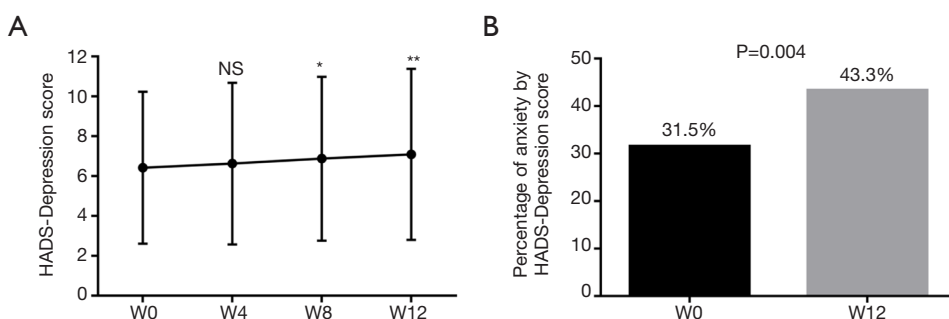 A
HADS-Depression score
12
10
8
6
4
2
0
NS
*
**
W0
W4
W8
W12
B
Percentage of anxiety by
HADS-Depression score
50
40
30
20
10
0
P=0.004
31.5%
43.3%
W0
W12